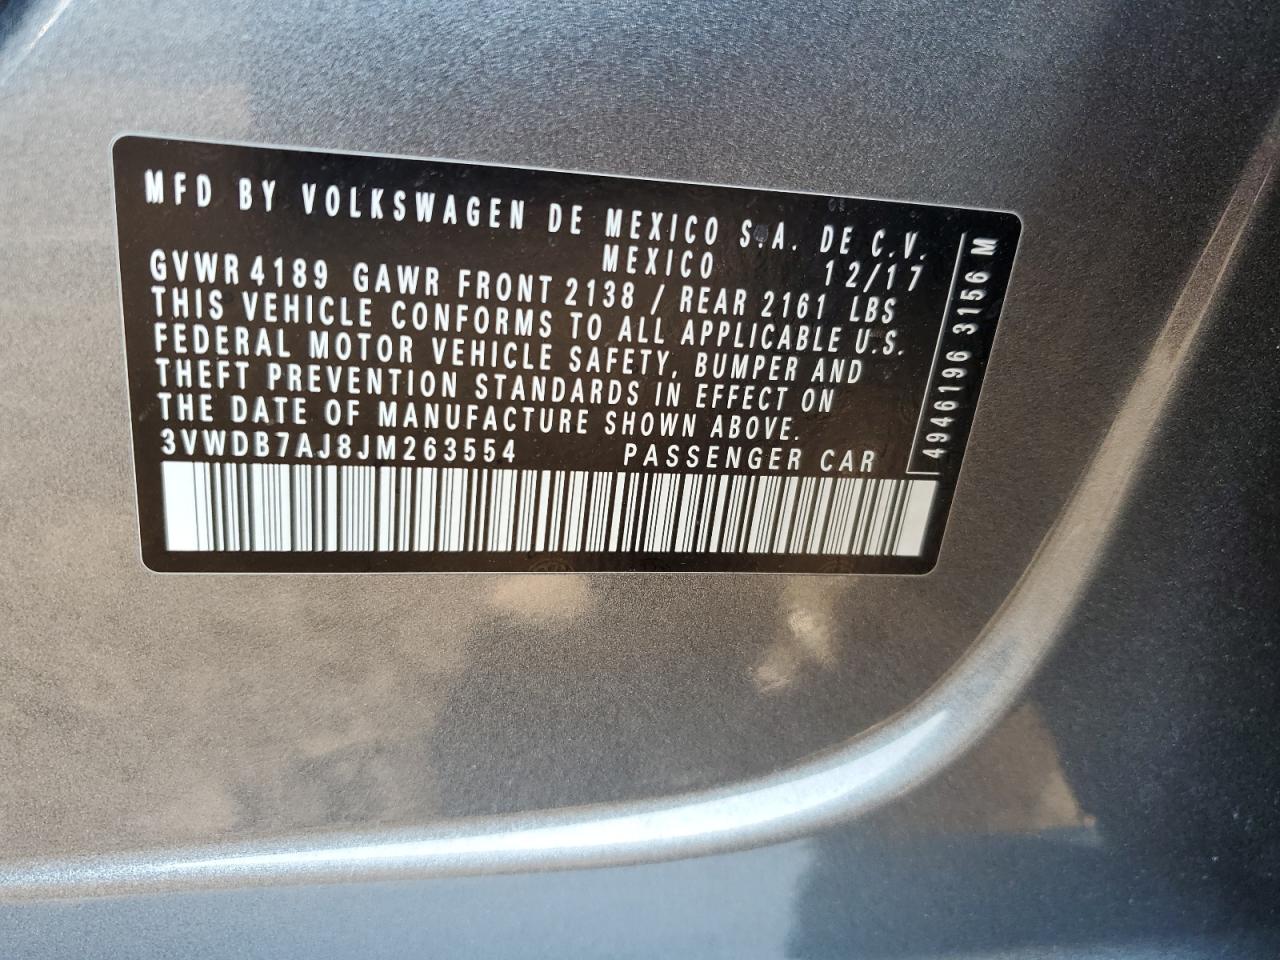 MFD BY VOLKSWAGEN DE MEXICO S.A. DE C.V.
MEXICO 12/17
GVWR 4189 GAWR FRONT 2138 / REAR 2161 LBS
THIS VEHICLE CONFORMS TO ALL APPLICABLE U.S.
FEDERAL MOTOR VEHICLE SAFETY, BUMPER AND
THEFT PREVENTION STANDARDS IN EFFECT ON
THE DATE OF MANUFACTURE SHOWN ABOVE.
3VWDB7AJ8JM263554 PASSENGER CAR
4946196 3156 M